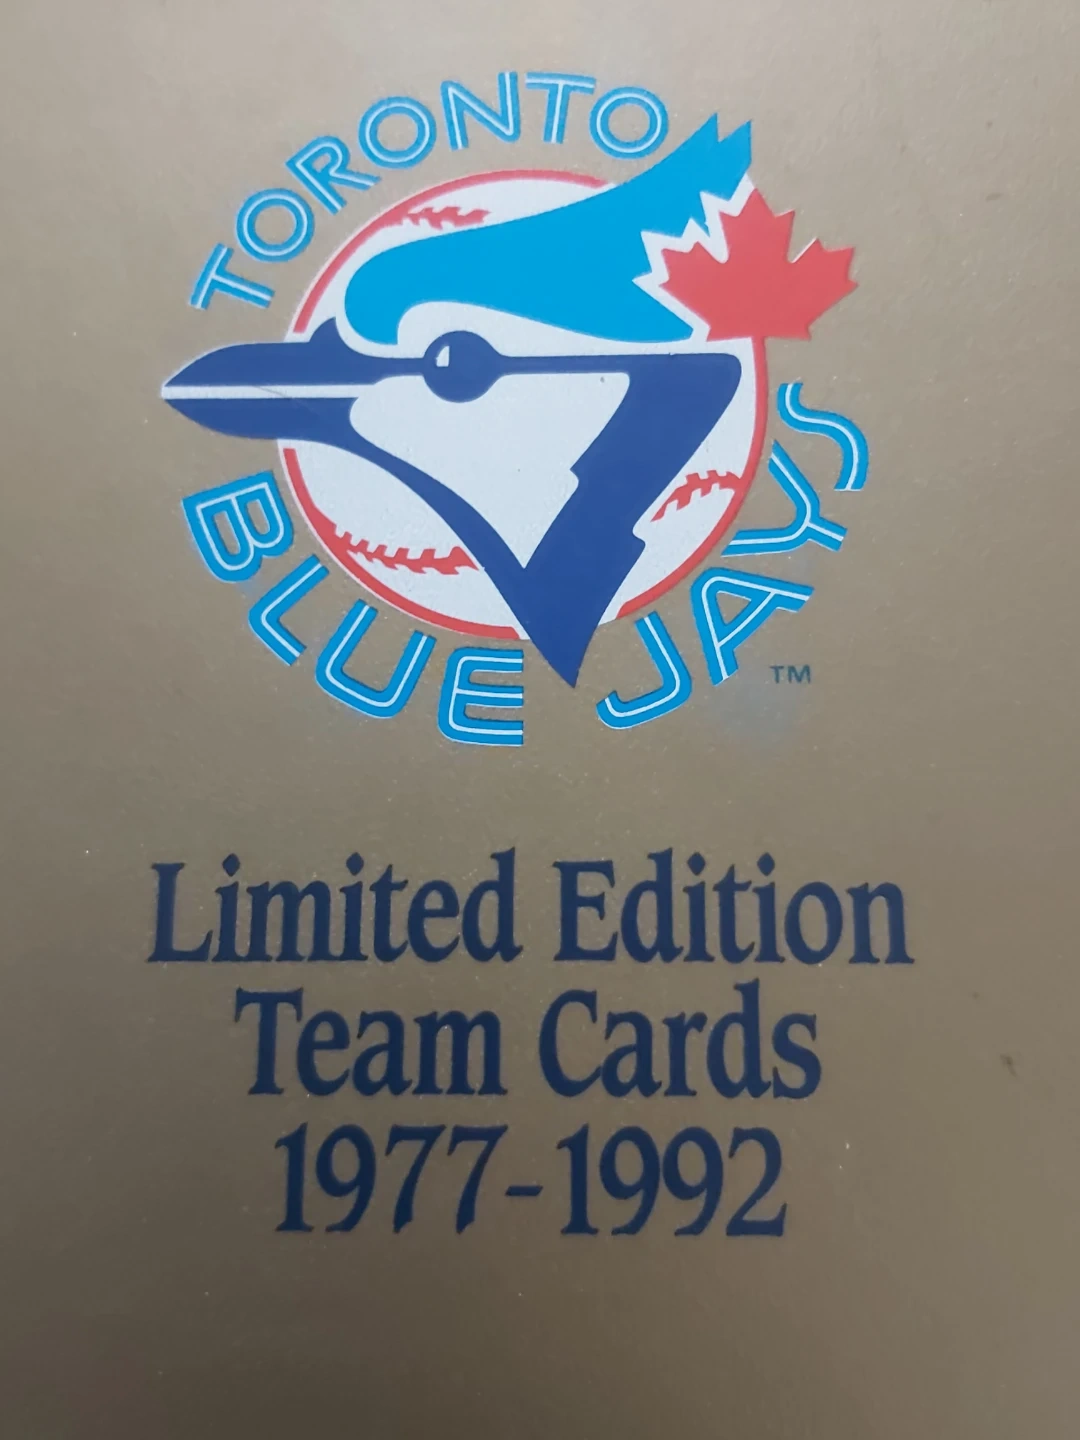 TORONTO
BLUE JAYS
TM
Limited Edition
Team Cards
1977-1992